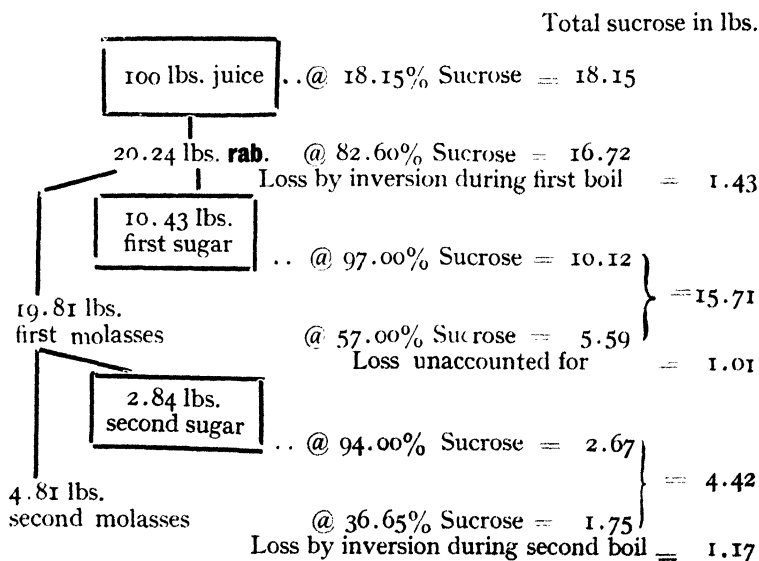 Total sucrose in lbs.
100 lbs. juice ..@ 18.15% Sucrose = 18.15
20.24 lbs. rab. @ 82.60% Sucrose = 16.72
Loss by inversion during first boil = 1.43
10.43 lbs.
first sugar
.. @ 97.00% Sucrose = 10.12
=15.71
19.81 lbs.
first molasses @ 57.00% Sucrose = 5.59
Loss unaccounted for = 1.01
2.84 lbs.
second sugar
.. @ 94.00% Sucrose = 2.67
= 4.42
4.81 lbs.
second molasses @ 36.65% Sucrose = 1.75
Loss by inversion during second boil = 1.17